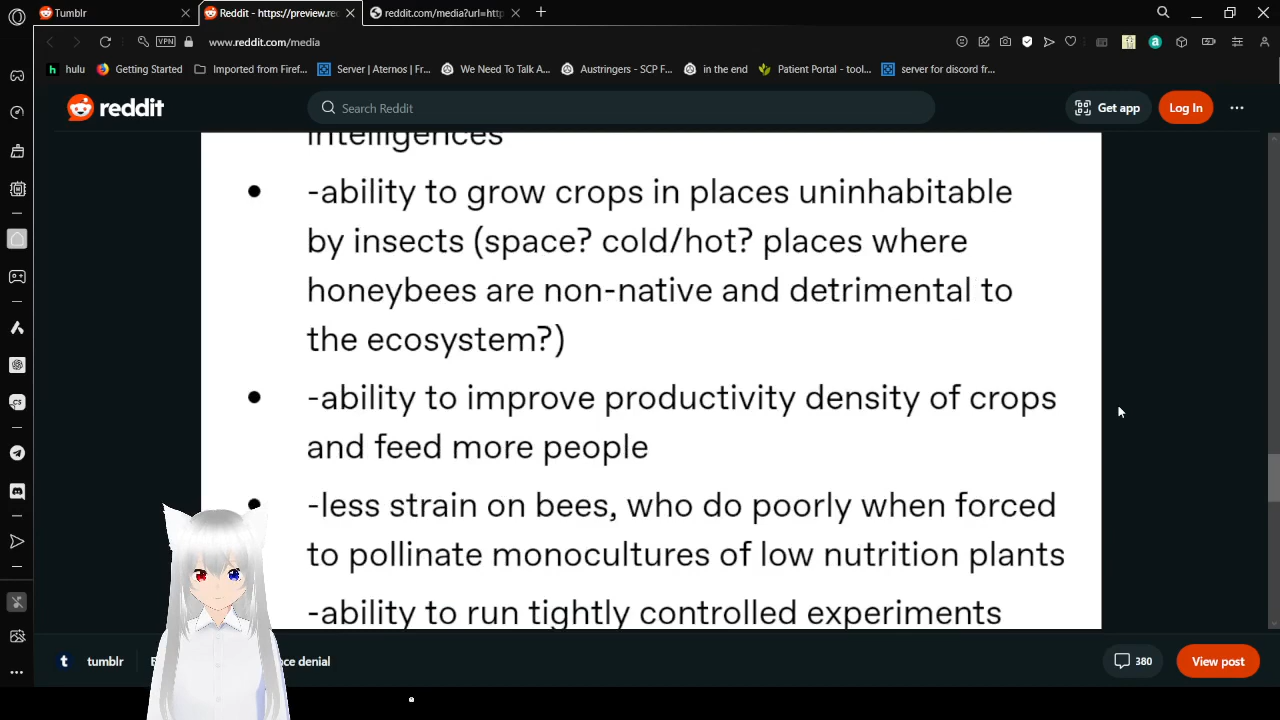 Tumblr
Reddit - https://preview.re
reddit.com/media?url=http
VPN
www.reddit.com/media
hulu
Getting Started
Imported from Firef...
Server | Aternos | Fr...
We Need To Talk A...
Austringers - SCP F...
in the end
Patient Portal - tool...
server for discord fr...
reddit
Search Reddit
Get app
Log In
intelligences
-ability to grow crops in places uninhabitable
by insects (space? cold/hot? places where
honeybees are non-native and detrimental to
the ecosystem?)
-ability to improve productivity density of crops
and feed more people
-less strain on bees, who do poorly when forced
to pollinate monocultures of low nutrition plants
-ability to run tightly controlled experiments
tumblr
denial
380
View post